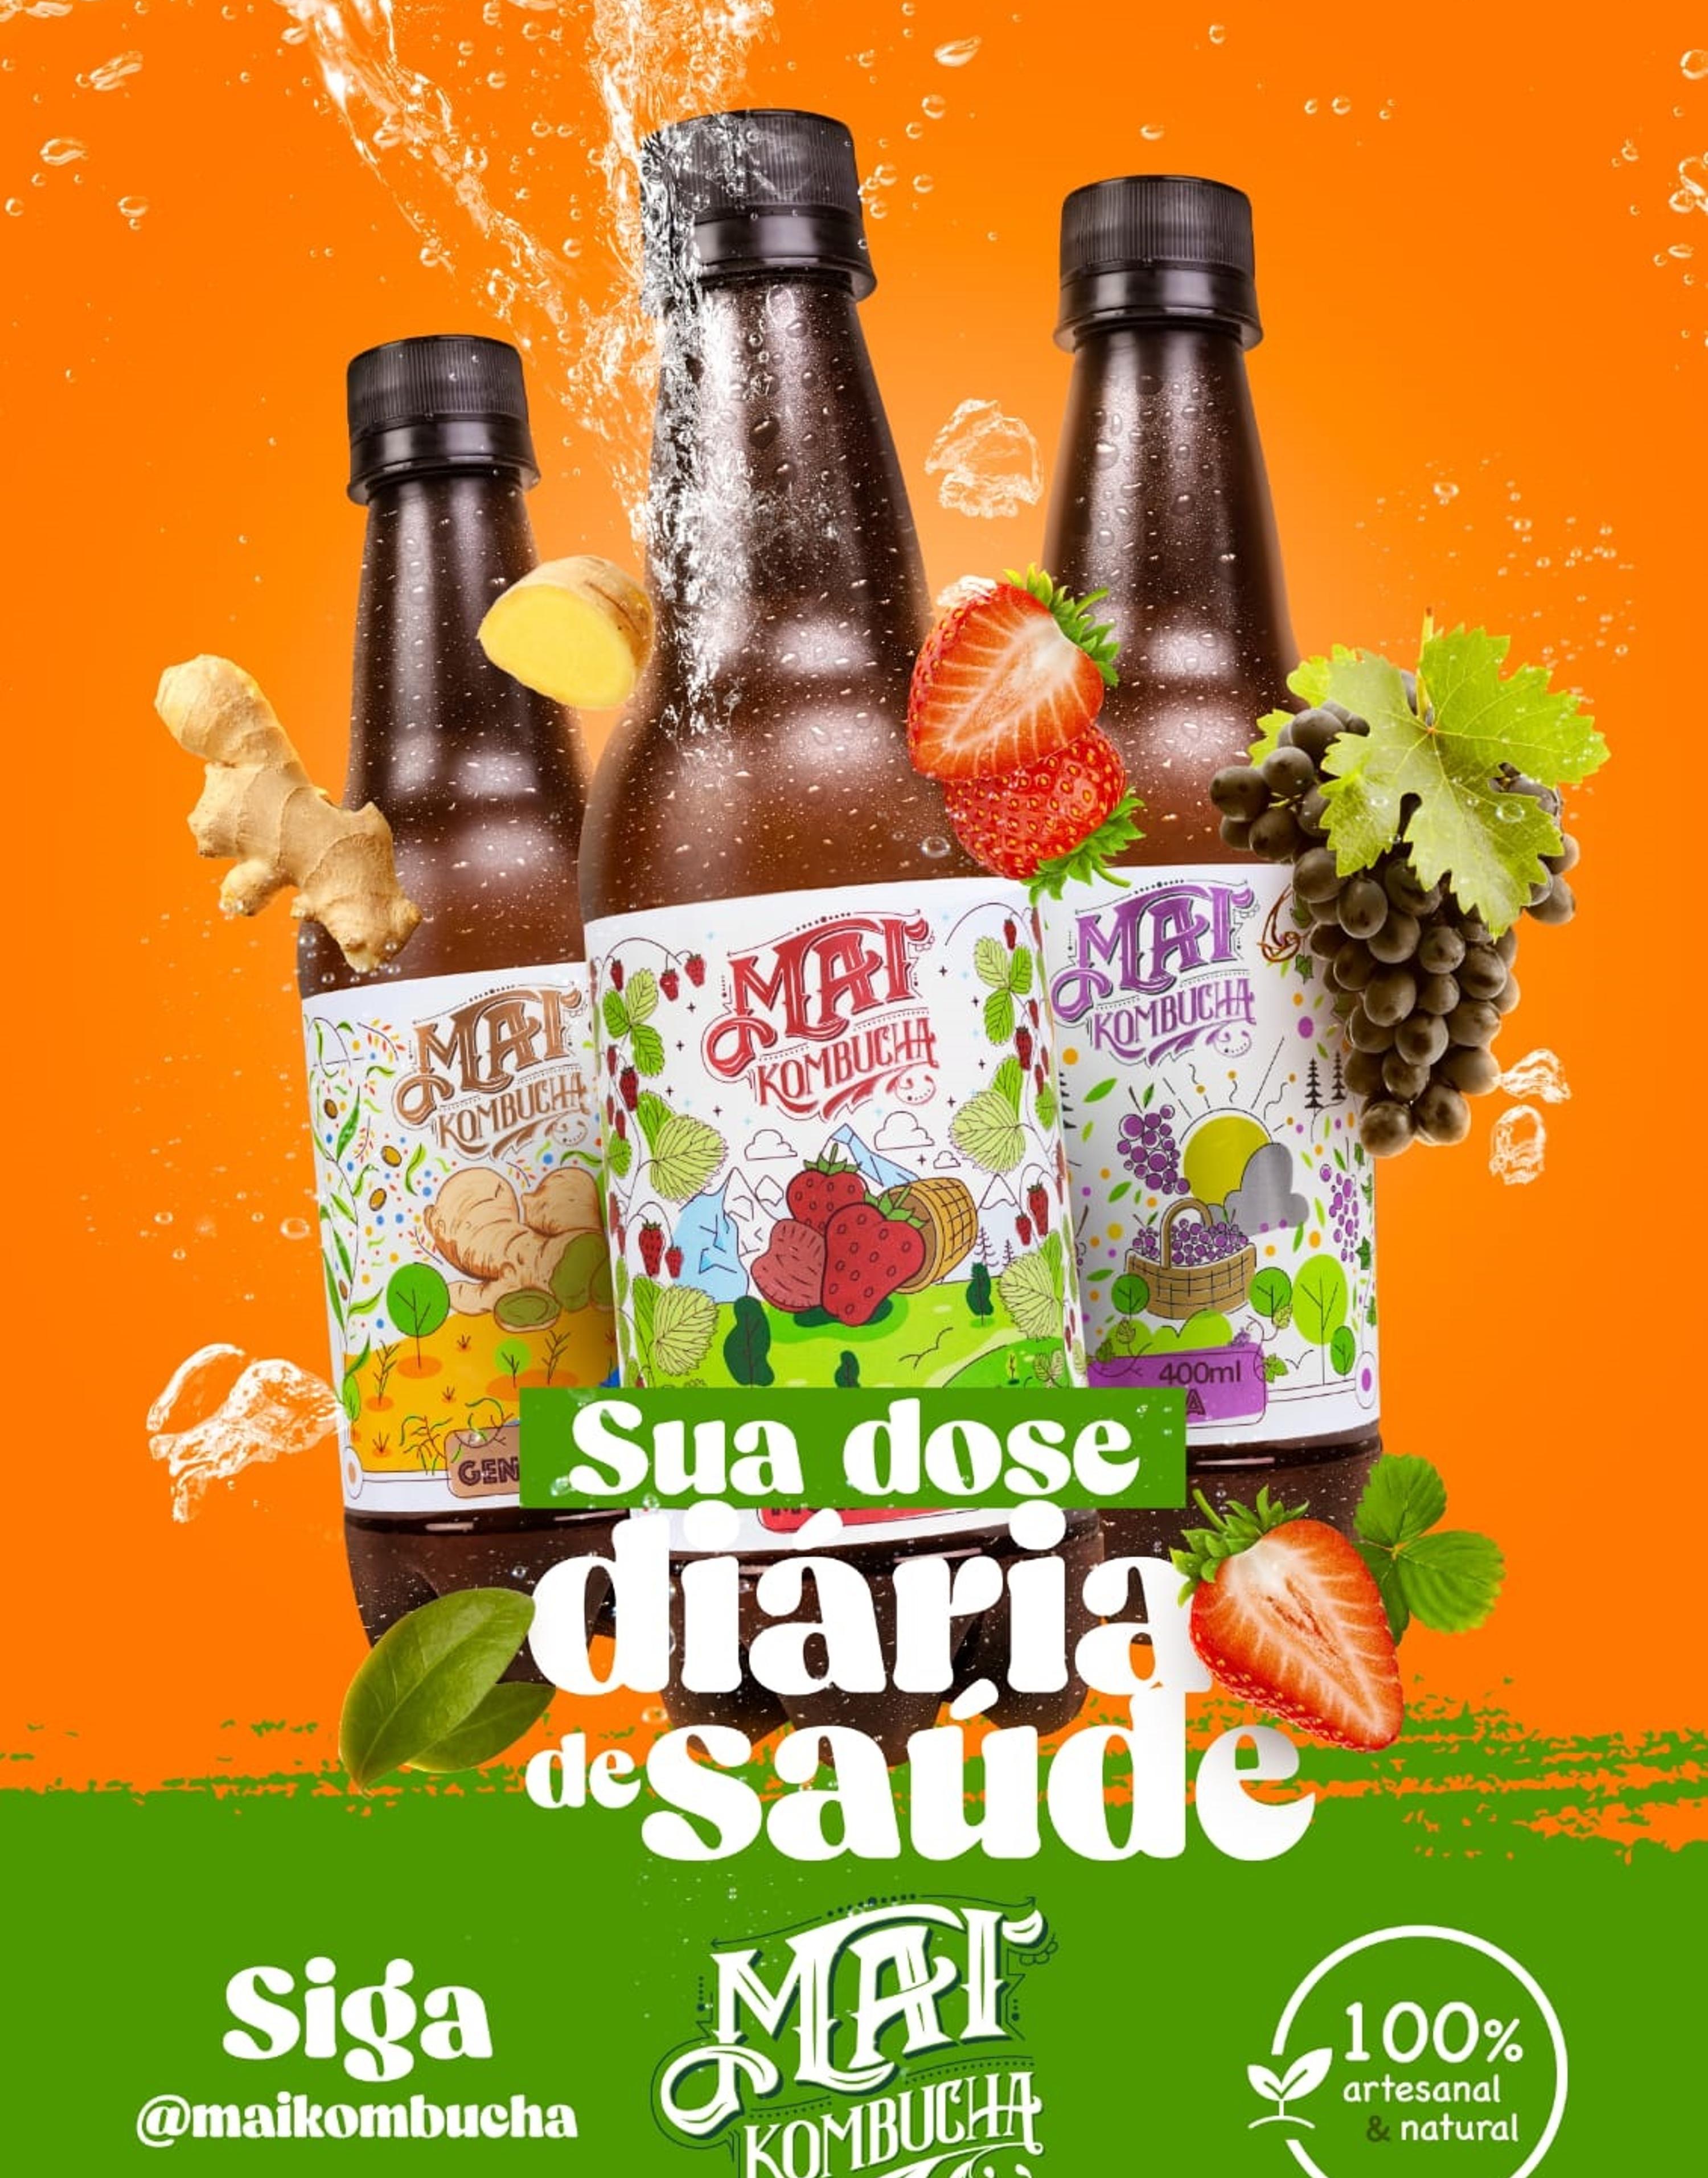 MAI
KOMBUCHA
MAI
KOMBUCHA
MAI
KOMBUCHA
400ml
Sua dose
diária
de saúde
Siga
@maikombucha
MAI
KOMBUCHA
100%
artesanal
& natural